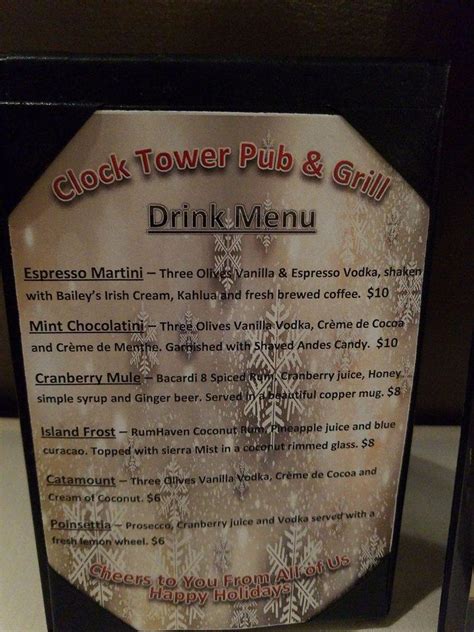 Clock Tower Pub & Grill
Drink Menu
Espresso Martini – Three Olives Vanilla & Espresso Vodka, shaken
with Bailey's Irish Cream, Kahlua and fresh brewed coffee. $10
Mint Chocolatini – Three Olives Vanilla Vodka, Crème de Cocoa
and Crème de Menthe. Garnished with Shaved Andes Candy. $10
Cranberry Mule – Bacardi 8 Spiced Rum, Cranberry juice, Honey
simple syrup and Ginger beer. Served in a beautiful copper mug. $8
Island Frost – RumHaven Coconut Rum, Pineapple juice and blue
curacao. Topped with sierra Mist in a coconut rimmed glass. $8
Catamount – Three Olives Vanilla Vodka, Crème de Cocoa and
Cream of Coconut. $6
Poinsettia – Prosecco, Cranberry juice and Vodka served with a
fresh lemon wheel. $6
Cheers to You From All of Us
Happy Holidays